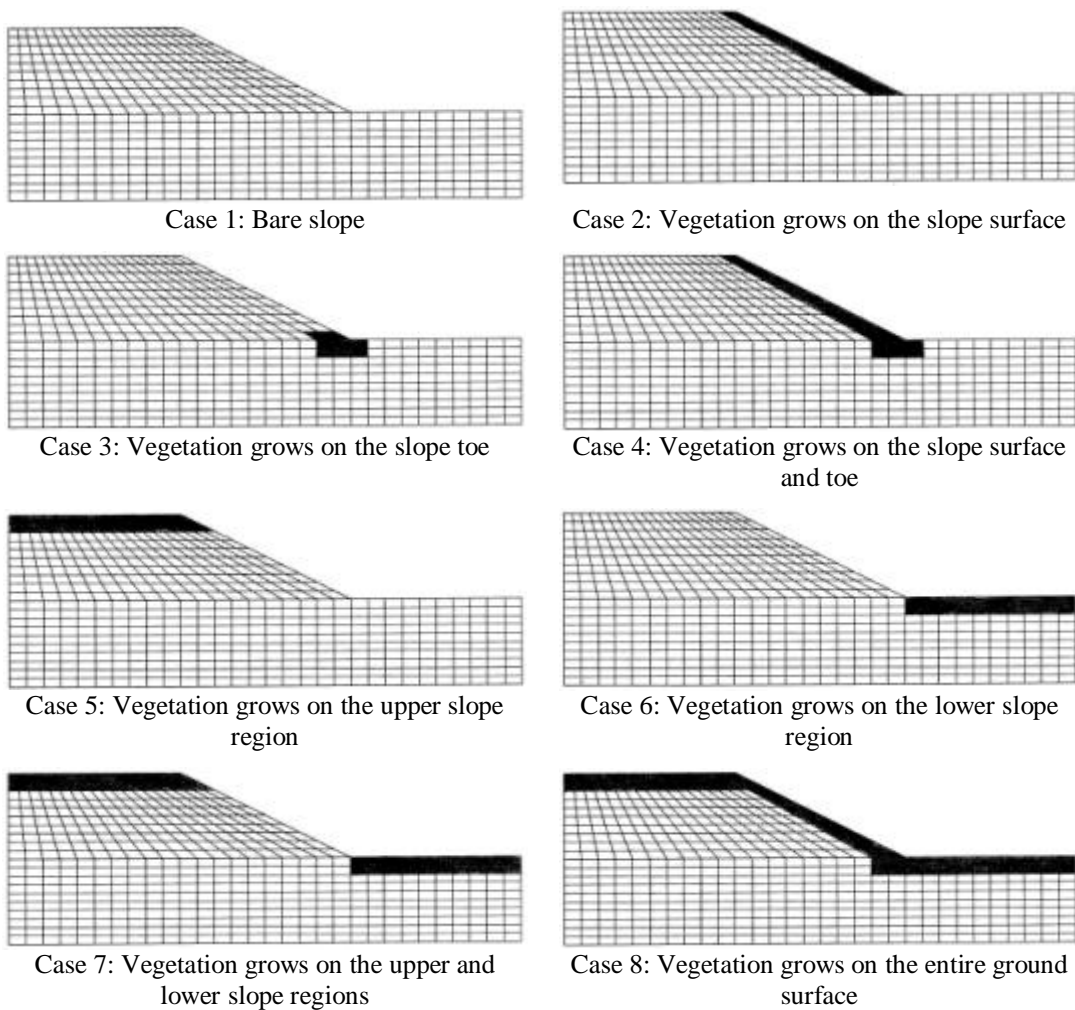 Case 1: Bare slope
Case 2: Vegetation grows on the slope surface
Case 3: Vegetation grows on the slope toe
Case 4: Vegetation grows on the slope surface
and toe
Case 5: Vegetation grows on the upper slope
region
Case 6: Vegetation grows on the lower slope
region
Case 7: Vegetation grows on the upper and
lower slope regions
Case 8: Vegetation grows on the entire ground
surface